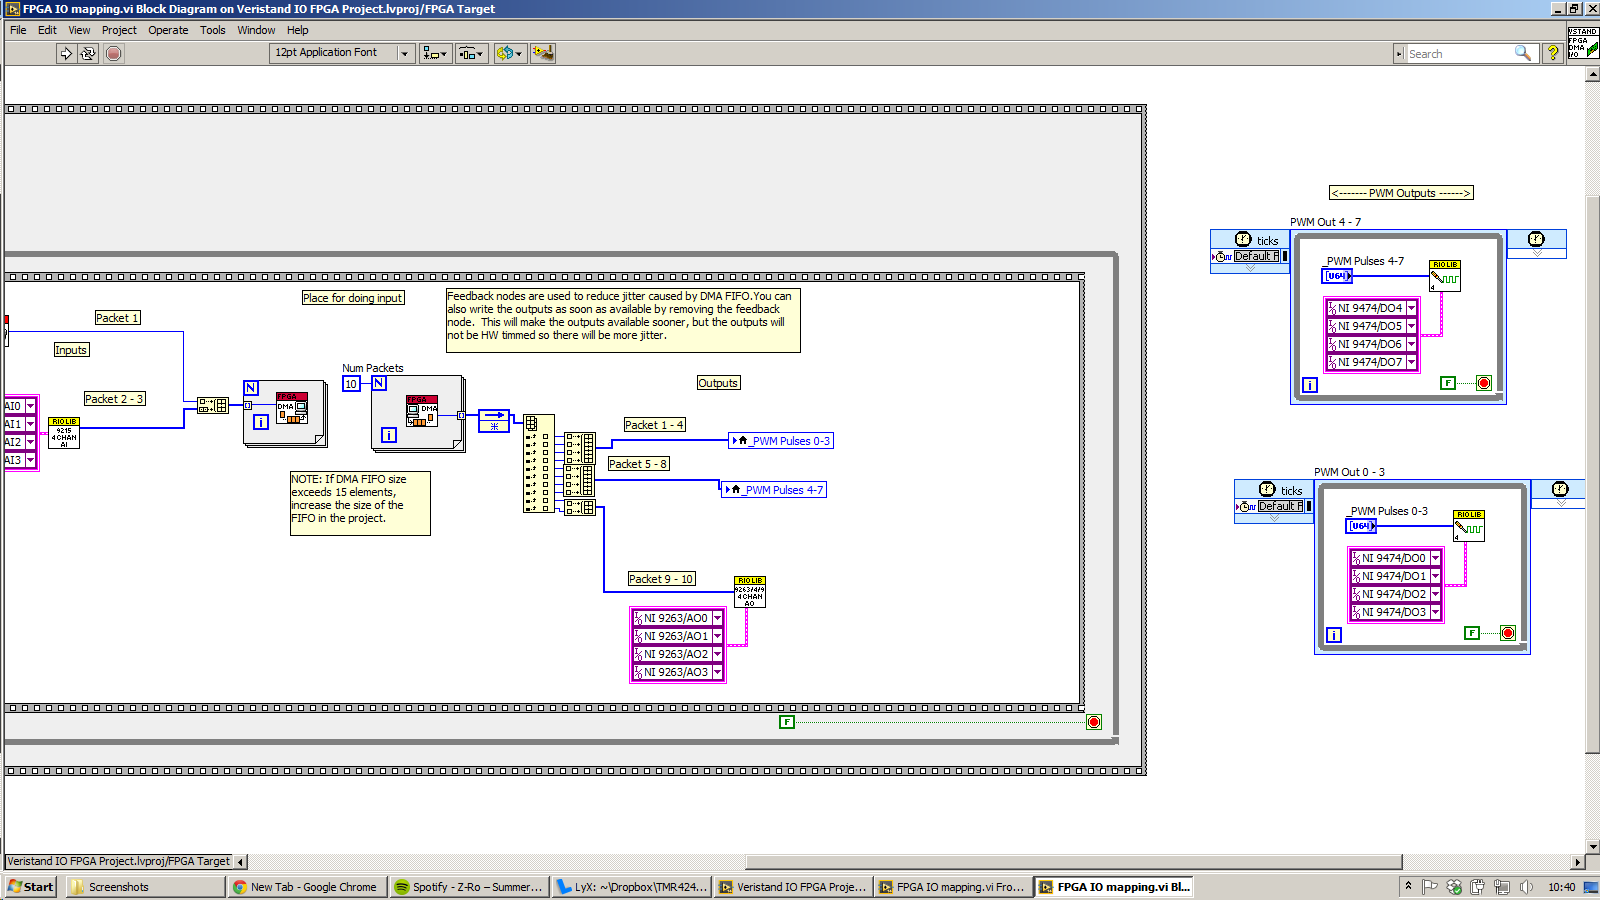 FPGA IO mapping.vi Block Diagram on Veristand IO FPGA Project.lvproj/FPGA Target
File Edit View Project Operate Tools Window Help
12pt Application Font
Search
VSTAND
FPGA
DMA
I/O
<------- PWM Outputs ------>
PWM Out 4 - 7
ticks
Default
_PWM Pulses 4-7
U64
RIO LIB
4
NI 9474/DO4
NI 9474/DO5
NI 9474/DO6
NI 9474/DO7
F
i
Place for doing input
Feedback nodes are used to reduce jitter caused by DMA FIFO.You can
also write the outputs as soon as available by removing the feedback
node.  This will make the outputs available sooner, but the outputs will
not be HW timmed so there will be more jitter.
Packet 1
Inputs
Packet 2 - 3
AI0
AI1
AI2
AI3
RIO LIB
9215
4 CHAN
AI
N
FPGA
DMA
i
Num Packets
10
N
FPGA
DMA
i
Outputs
Packet 1 - 4
_PWM Pulses 0-3
Packet 5 - 8
_PWM Pulses 4-7
NOTE: If DMA FIFO size
exceeds 15 elements,
increase the size of the
FIFO in the project.
Packet 9 - 10
RIO LIB
9263/4/9
4 CHAN
AO
NI 9263/AO0
NI 9263/AO1
NI 9263/AO2
NI 9263/AO3
F
PWM Out 0 - 3
ticks
Default
_PWM Pulses 0-3
U64
RIO LIB
4
NI 9474/DO0
NI 9474/DO1
NI 9474/DO2
NI 9474/DO3
F
i
Veristand IO FPGA Project.lvproj/FPGA Target
Start
Screenshots
New Tab - Google Chrome
Spotify - Z-Ro – Summer...
LyX: ~\Dropbox\TMR424...
Veristand IO FPGA Proje...
FPGA IO mapping.vi Fro...
FPGA IO mapping.vi Bl...
10:40